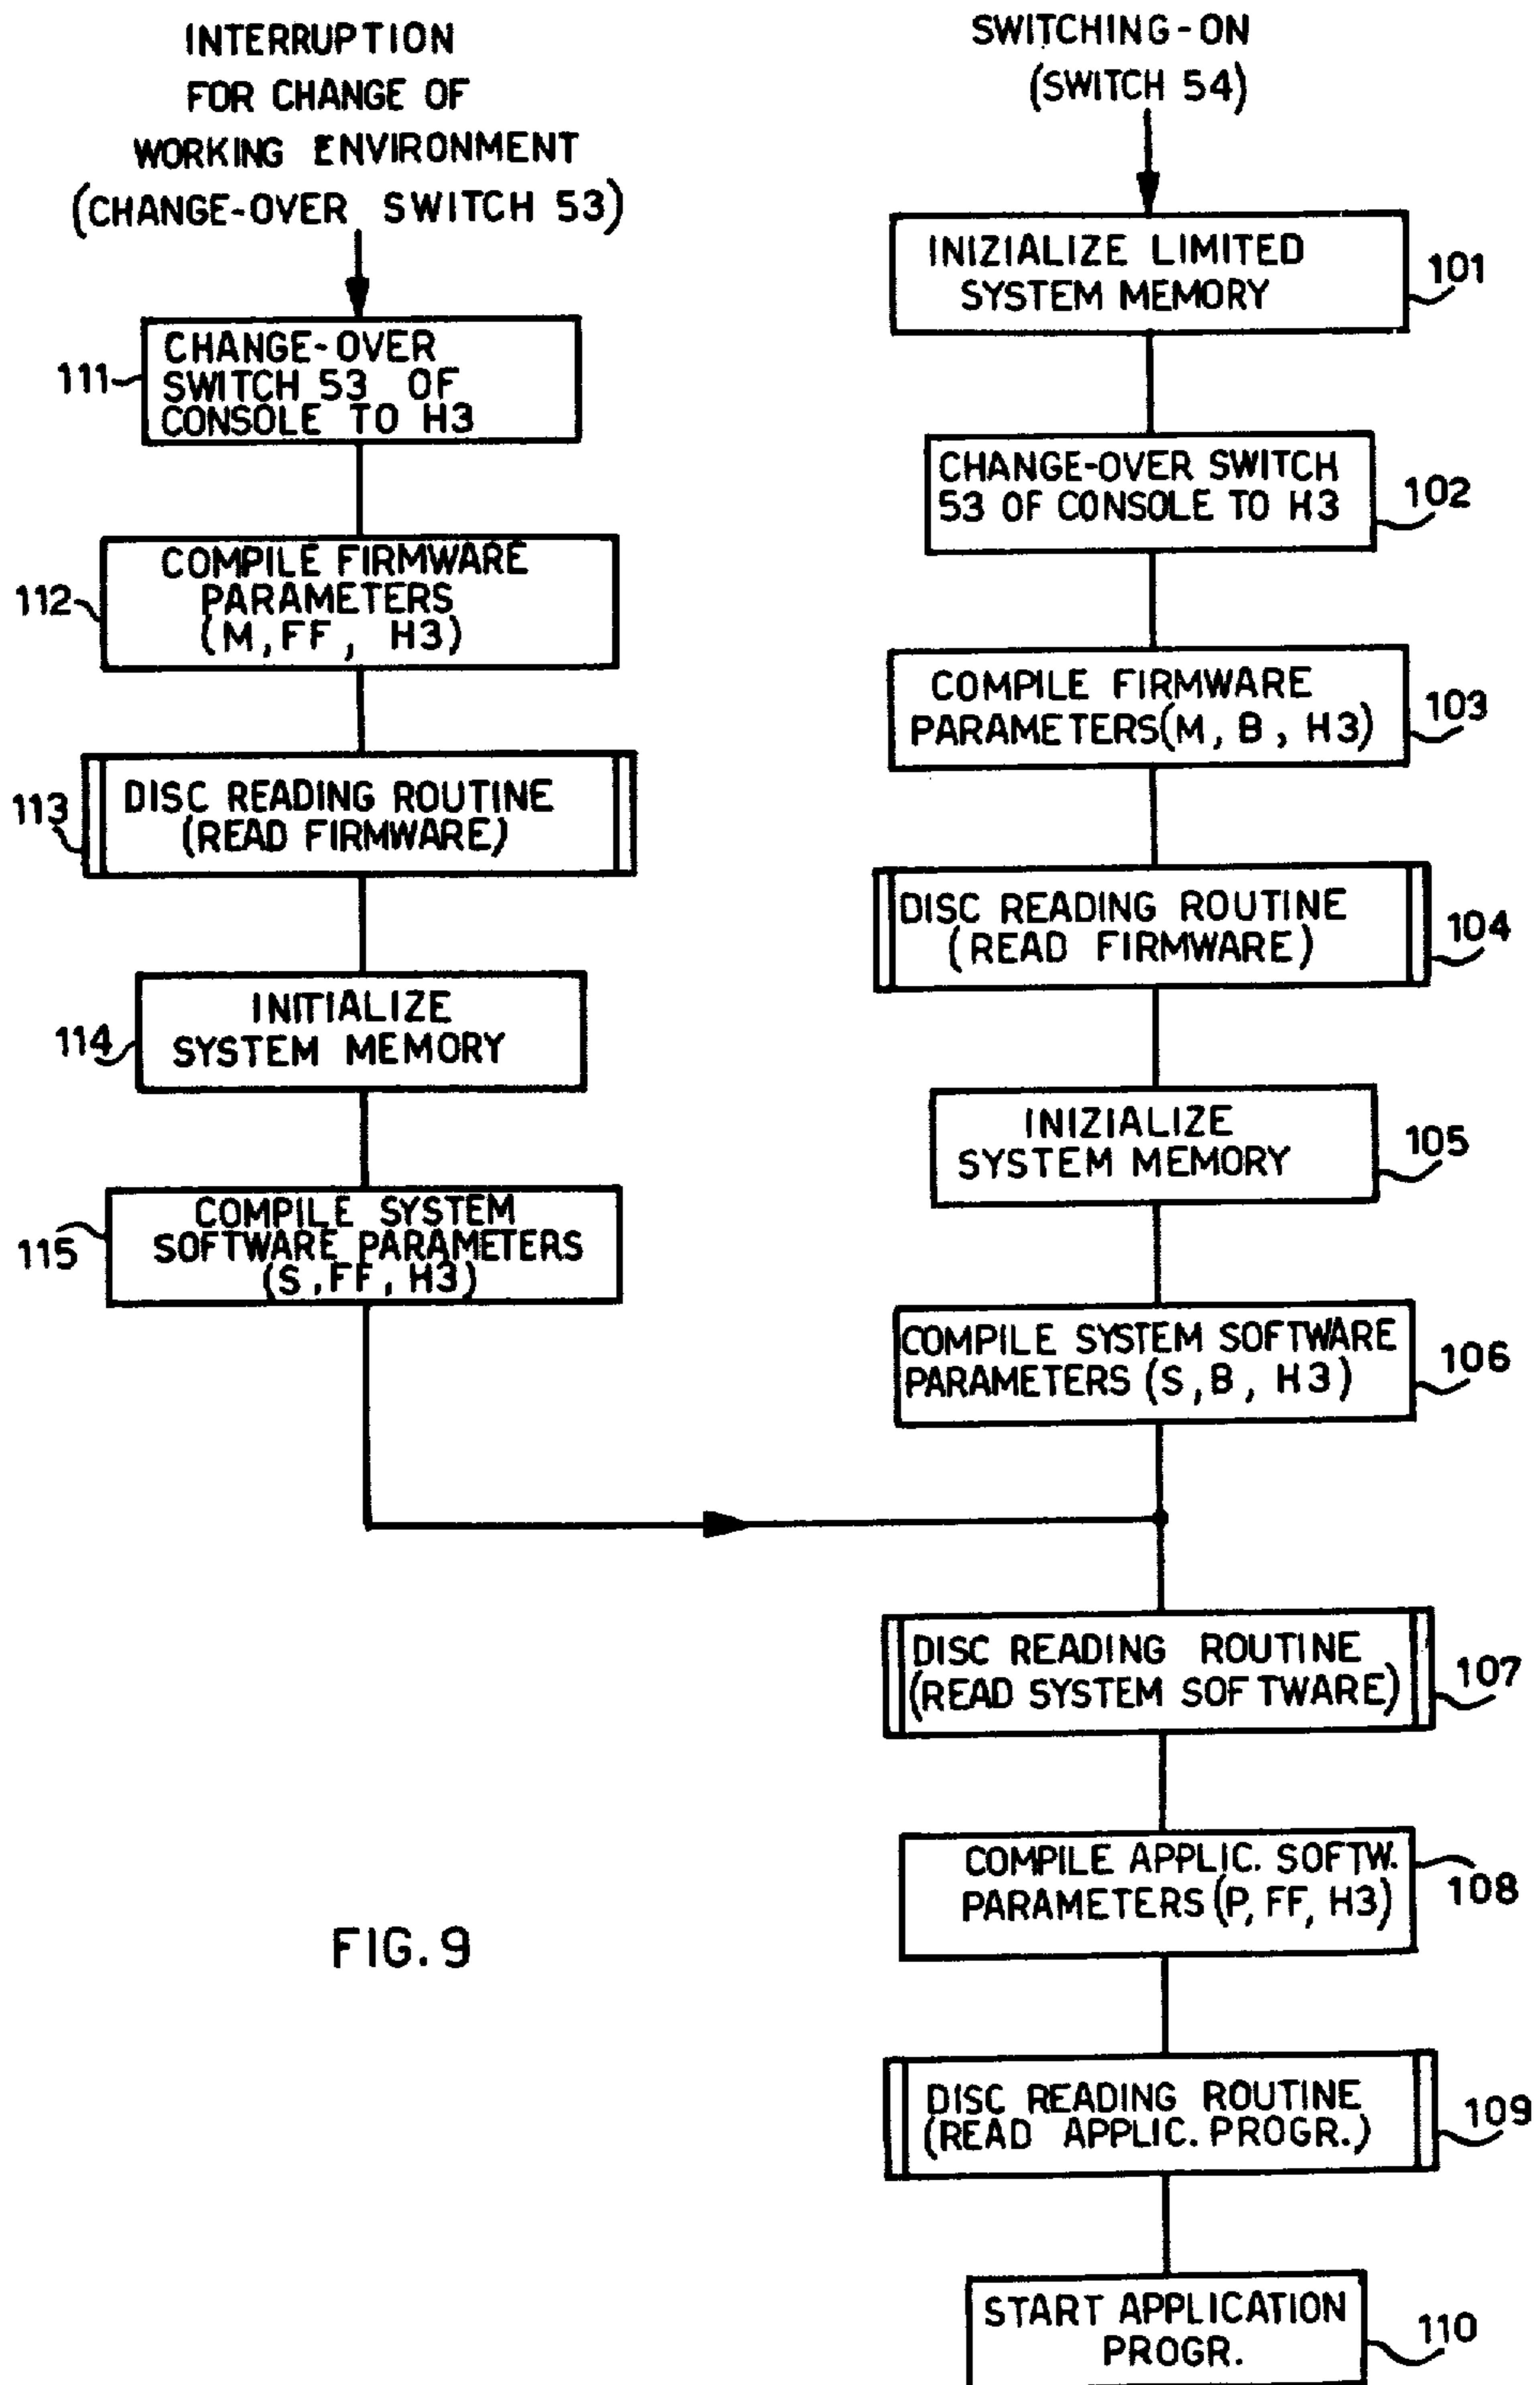 INTERRUPTION
FOR CHANGE OF
WORKING ENVIRONMENT
(CHANGE-OVER SWITCH 53)
111
CHANGE-OVER
SWITCH 53 OF
CONSOLE TO H3
112
COMPILE FIRMWARE
PARAMETERS
(M, FF, H3)
113
DISC READING ROUTINE
(READ FIRMWARE)
114
INITIALIZE
SYSTEM MEMORY
115
COMPILE SYSTEM
SOFTWARE PARAMETERS
(S, FF, H3)
SWITCHING-ON
(SWITCH 54)
INIZIALIZE LIMITED
SYSTEM MEMORY
101
CHANGE-OVER SWITCH
53 OF CONSOLE TO H3
102
COMPILE FIRMWARE
PARAMETERS (M, B, H3)
103
DISC READING ROUTINE
(READ FIRMWARE)
104
INIZIALIZE
SYSTEM MEMORY
105
COMPILE SYSTEM SOFTWARE
PARAMETERS (S, B, H3)
106
DISC READING ROUTINE
(READ SYSTEM SOFTWARE)
107
COMPILE APPLIC. SOFTW.
PARAMETERS (P, FF, H3)
108
DISC READING ROUTINE
(READ APPLIC. PROGR.)
109
START APPLICATION
PROGR.
110
FIG. 9